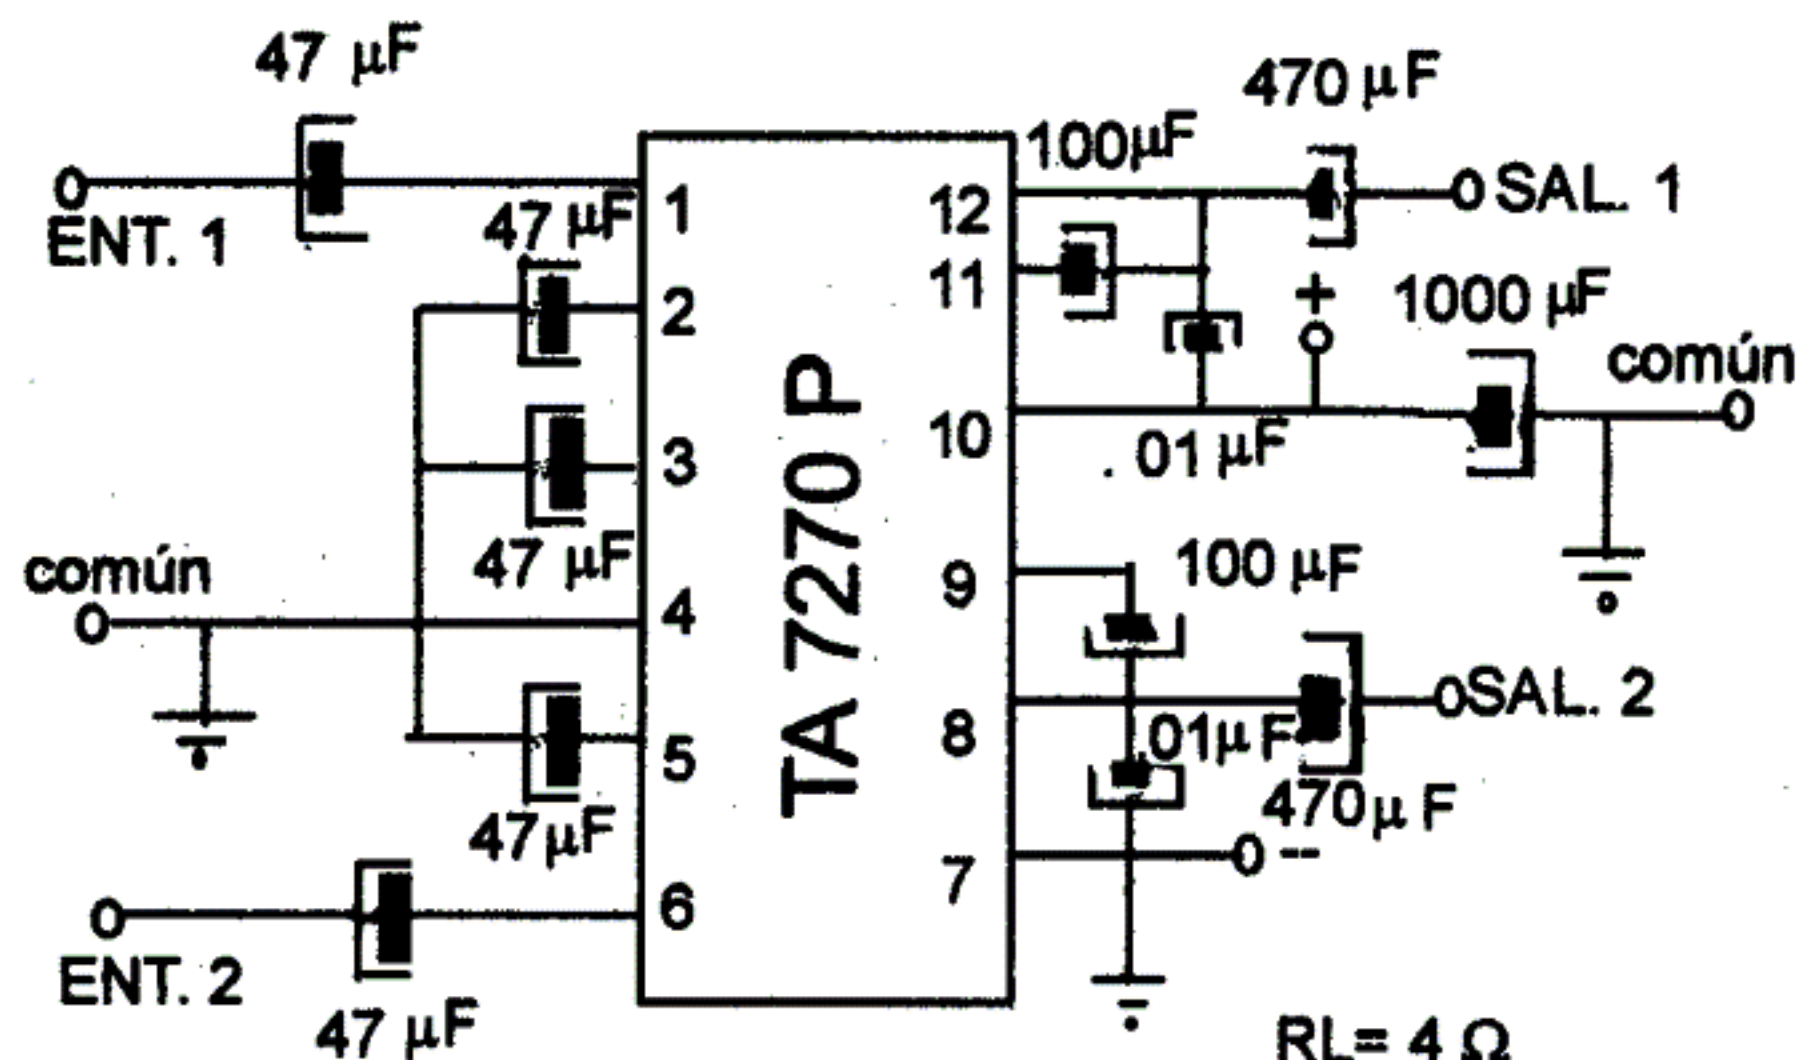 47 µF
470 µF
100µF
ENT. 1
1
47 µF
12
SAL. 1
11
2
+
1000 µF
común
TA 7270 P
10
.01 µF
3
47 µF
común
9
100 µF
4
SAL. 2
8
.01µF
5
470µF
47µF
7
--
6
ENT. 2
47 µF
RL= 4 Ω